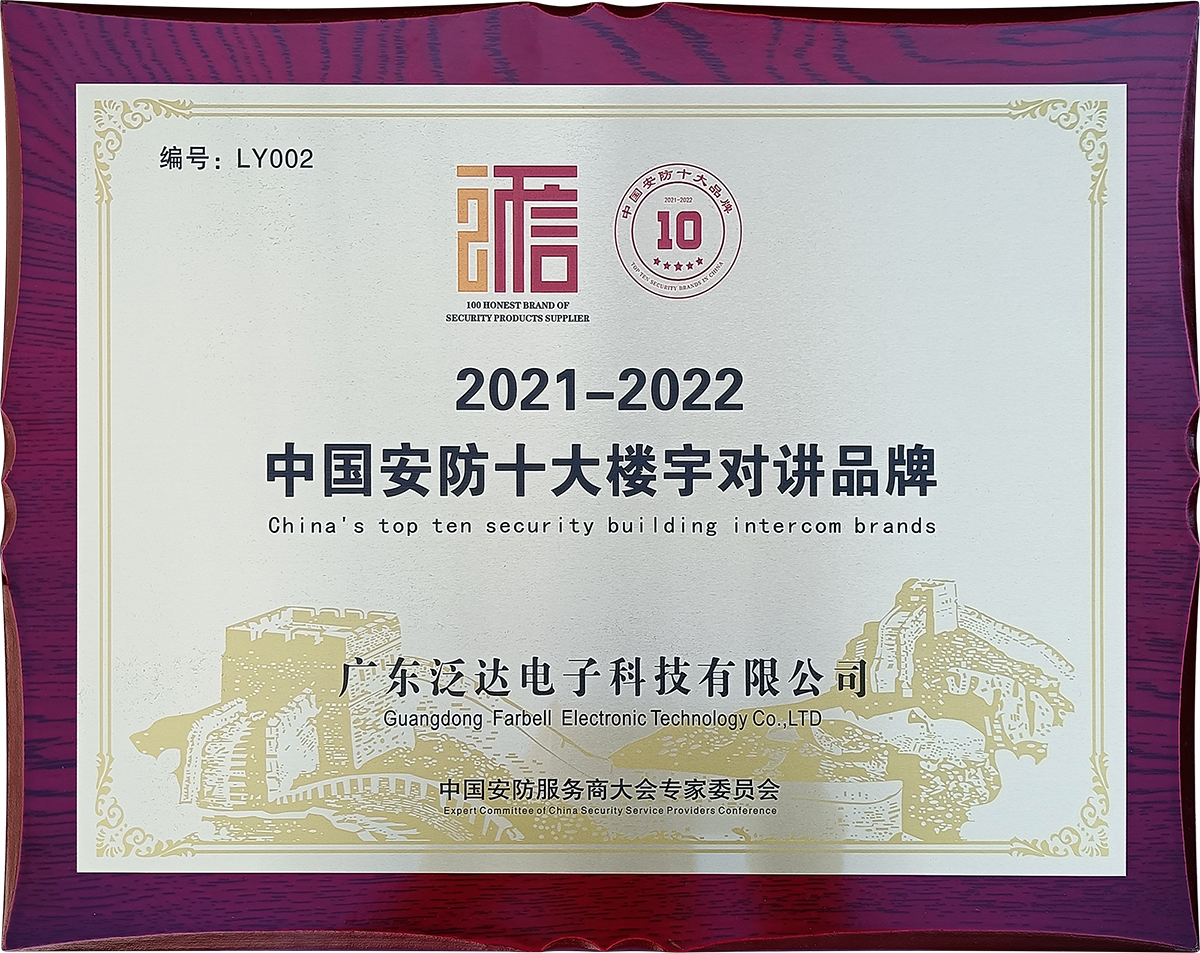 编号：LY002
中国安防十大品牌
2021-2022
10
TOP TEN SECURITY BRANDS IN CHINA
100 HONEST BRAND OF
SECURITY PRODUCTS SUPPLIER
2021-2022
中国安防十大楼宇对讲品牌
China's top ten security building intercom brands
广东泛达电子科技有限公司
Guangdong Farbell Electronic Technology Co.,LTD
中国安防服务商大会专家委员会
Expert Committee of China Security Service Providers Conference